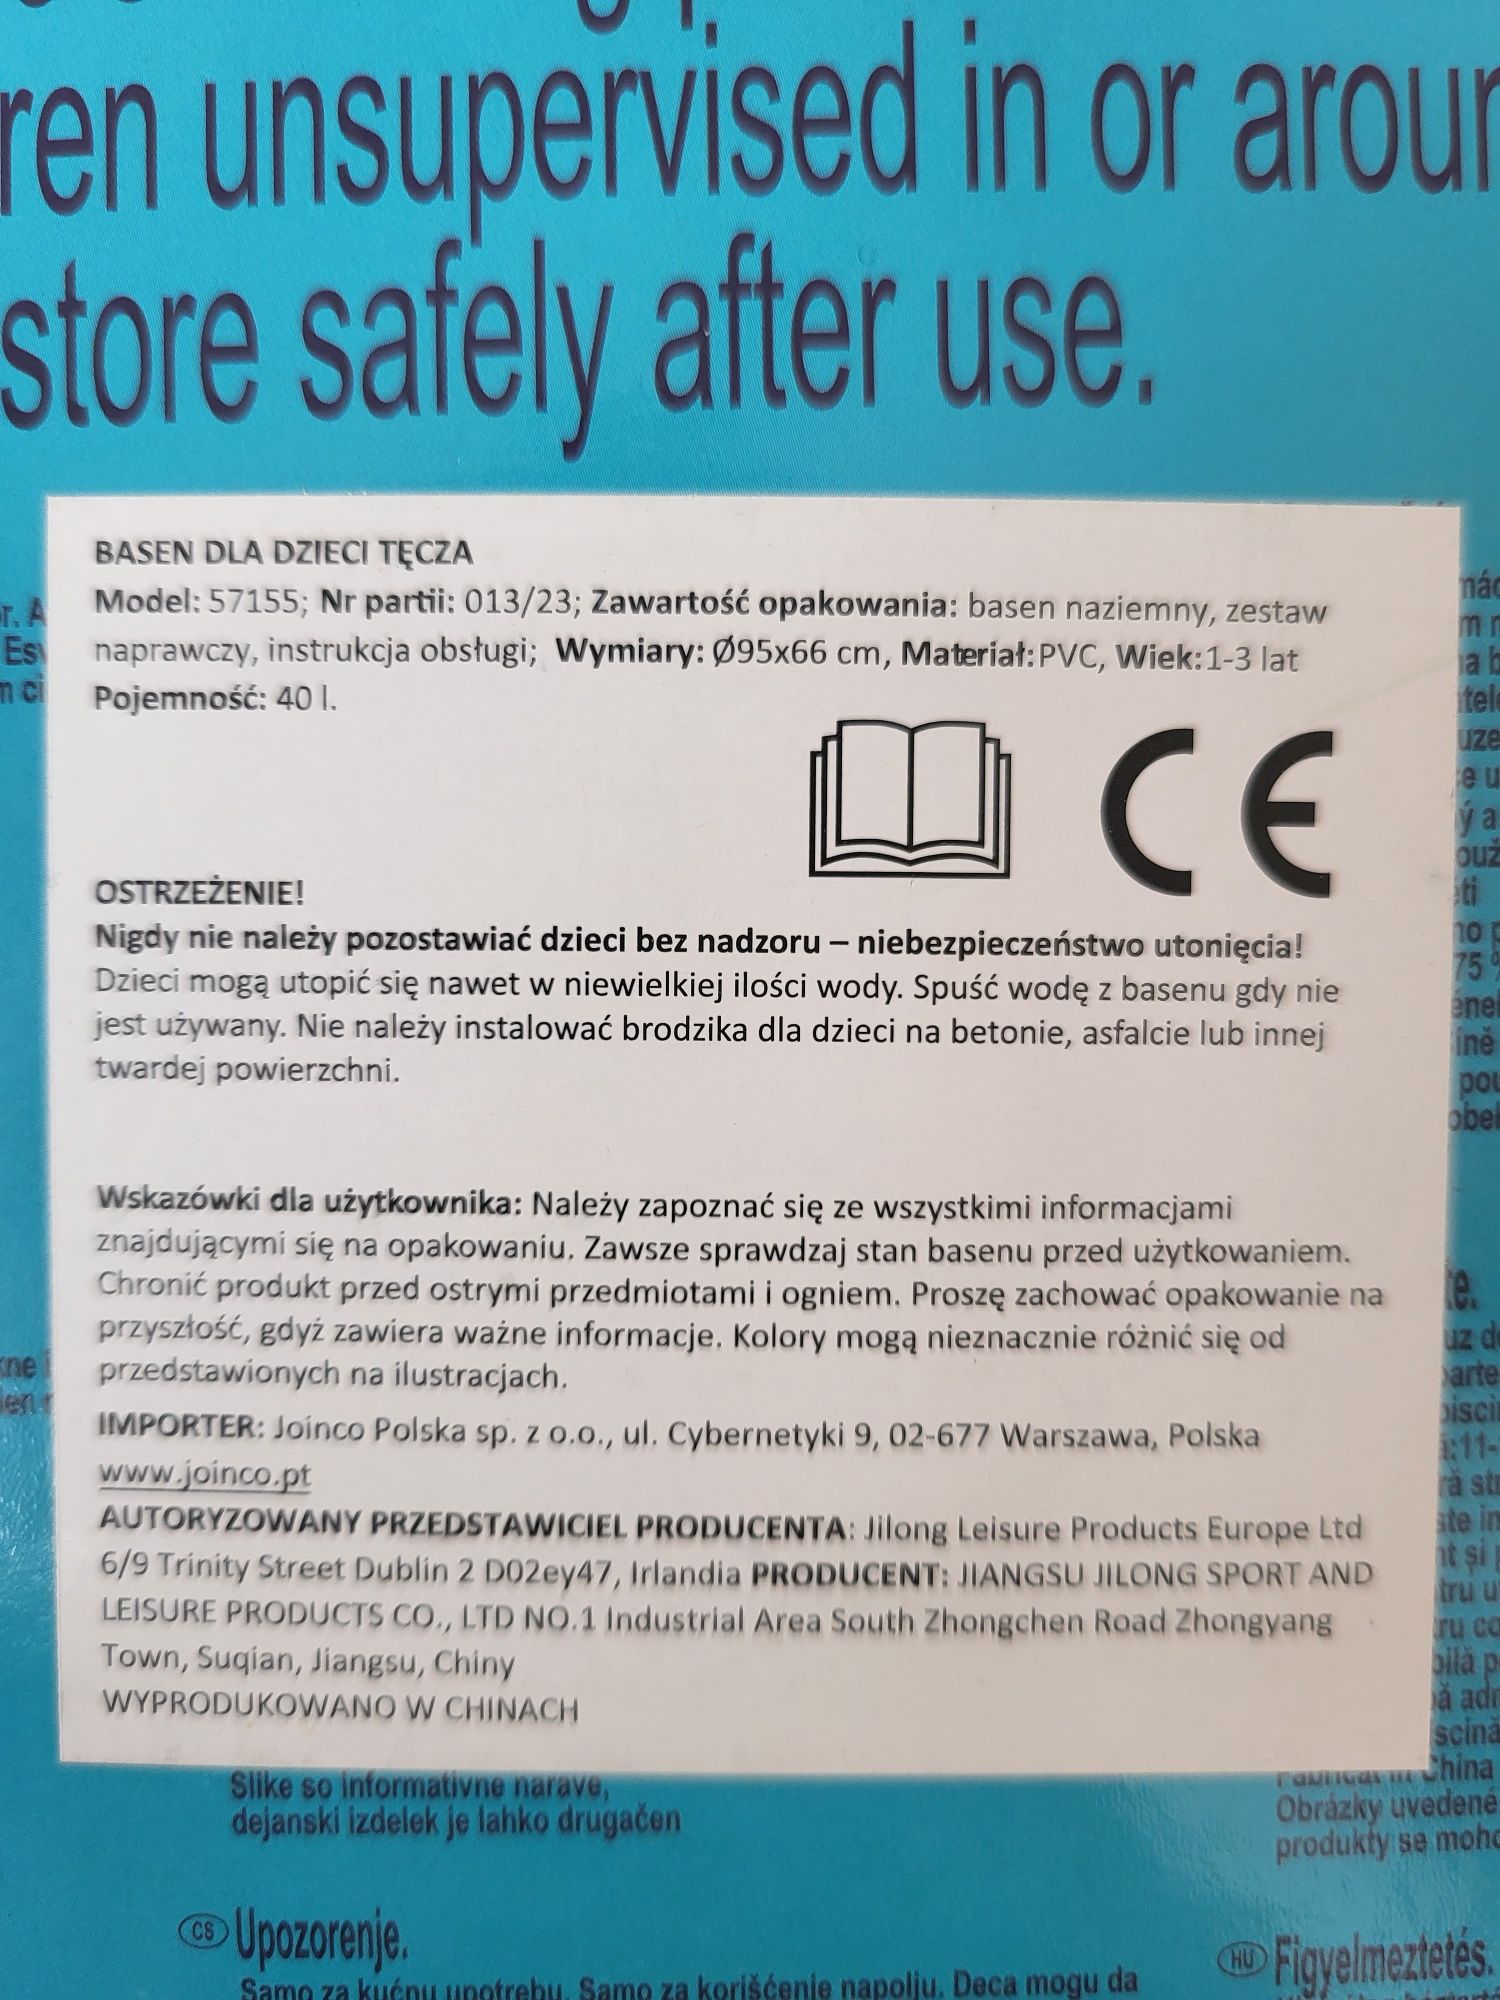 ren unsupervised in or aroun
store safely after use.
BASEN DLA DZIECI TĘCZA
Model: 57155; Nr partii: 013/23; Zawartość opakowania: basen naziemny, zestaw
naprawczy, instrukcja obsługi; Wymiary: Ø95x66 cm, Materiał:PVC, Wiek:1-3 lat
Pojemność: 40 l.
CE
OSTRZEŻENIE!
Nigdy nie należy pozostawiać dzieci bez nadzoru – niebezpieczeństwo utonięcia!
Dzieci mogą utopić się nawet w niewielkiej ilości wody. Spuść wodę z basenu gdy nie
jest używany. Nie należy instalować brodzika dla dzieci na betonie, asfalcie lub innej
twardej powierzchni.
Wskazówki dla użytkownika: Należy zapoznać się ze wszystkimi informacjami
znajdującymi się na opakowaniu. Zawsze sprawdzaj stan basenu przed użytkowaniem.
Chronić produkt przed ostrymi przedmiotami i ogniem. Proszę zachować opakowanie na
przyszłość, gdyż zawiera ważne informacje. Kolory mogą nieznacznie różnić się od
przedstawionych na ilustracjach.
IMPORTER: Joinco Polska sp. z o.o., ul. Cybernetyki 9, 02-677 Warszawa, Polska
www.joinco.pt
AUTORYZOWANY PRZEDSTAWICIEL PRODUCENTA: Jilong Leisure Products Europe Ltd
6/9 Trinity Street Dublin 2 D02ey47, Irlandia PRODUCENT: JIANGSU JILONG SPORT AND
LEISURE PRODUCTS CO., LTD NO.1 Industrial Area South Zhongchen Road Zhongyang
Town, Suqian, Jiangsu, Chiny
WYPRODUKOWANO W CHINACH
Slike so informativne narave,
dejanski izdelek je lahko drugačen
Fabricat în China
Obrázky uvedené
produkty se moho
CS Upozorenje.
Samo za kućnu upotrebu. Samo za korišćenje napolju. Deca mogu da
HU Figyelmeztetés.